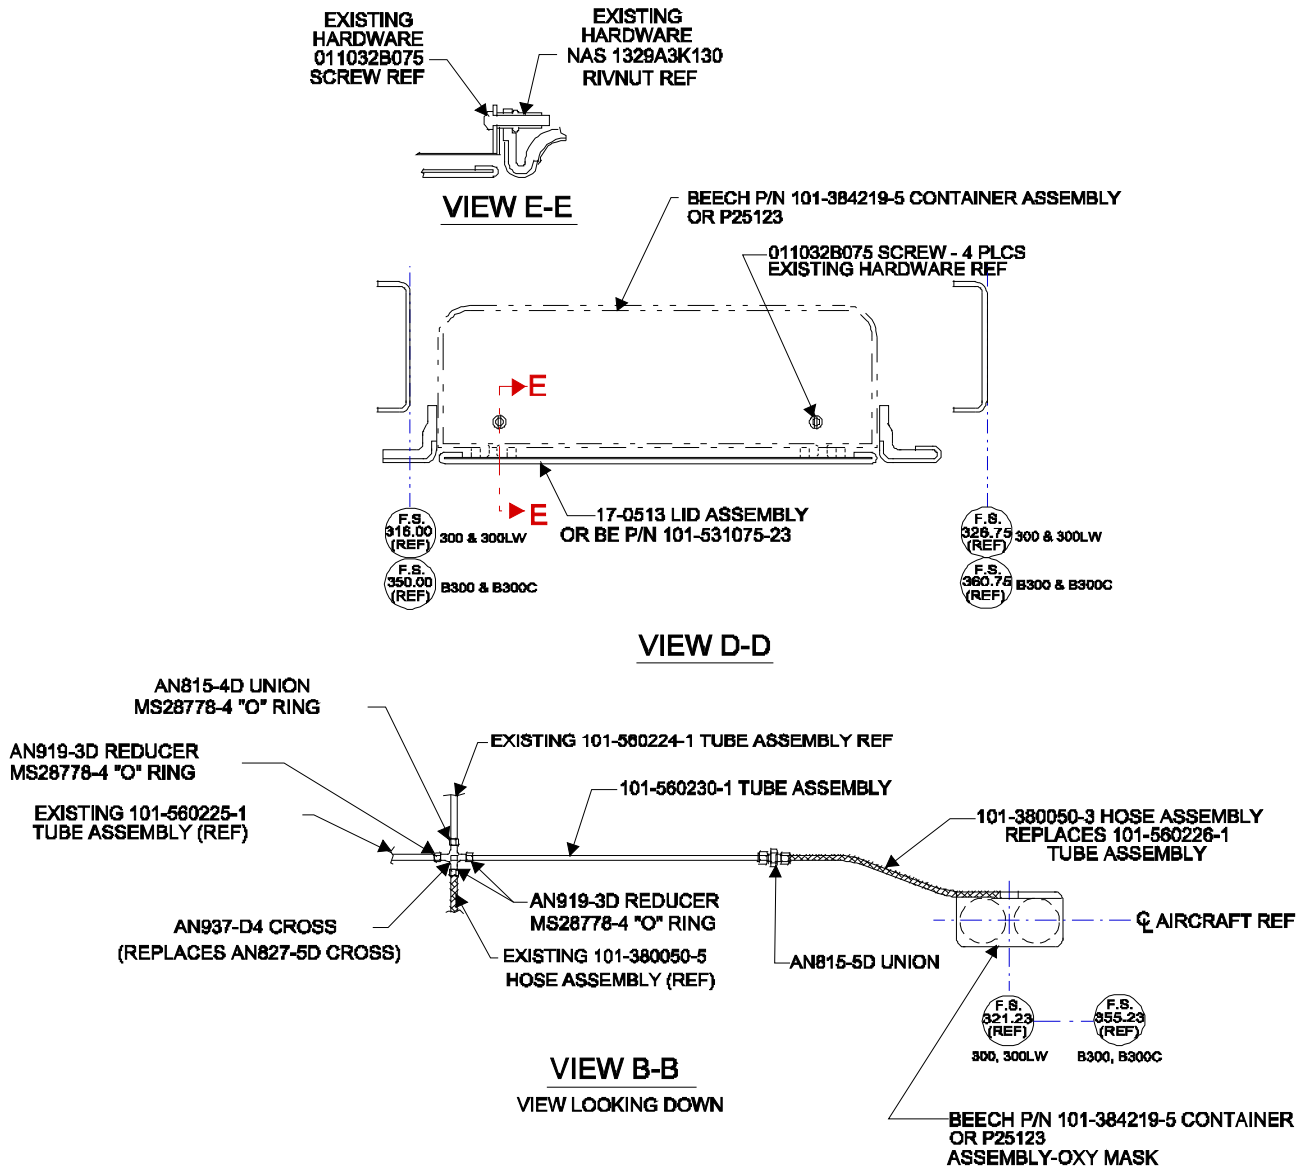 EXISTING
HARDWARE
011032B075
SCREW REF
EXISTING
HARDWARE
NAS 1329A3K130
RIVNUT REF
VIEW E-E
BEECH P/N 101-384219-5 CONTAINER ASSEMBLY
OR P25123
011032B075 SCREW - 4 PLCS
EXISTING HARDWARE REF
E
E
17-0513 LID ASSEMBLY
OR BE P/N 101-531075-23
F.S.
316.00
(REF)
300 & 300LW
F.S.
350.00
(REF)
B300 & B300C
F.S.
326.75
(REF)
300 & 300LW
F.S.
360.75
(REF)
B300 & B300C
VIEW D-D
AN815-4D UNION
MS28778-4 "O" RING
AN919-3D REDUCER
MS28778-4 "O" RING
EXISTING 101-560225-1
TUBE ASSEMBLY (REF)
EXISTING 101-560224-1 TUBE ASSEMBLY REF
101-560230-1 TUBE ASSEMBLY
101-380050-3 HOSE ASSEMBLY
REPLACES 101-560226-1
TUBE ASSEMBLY
AN937-D4 CROSS
(REPLACES AN827-5D CROSS)
AN919-3D REDUCER
MS28778-4 "O" RING
EXISTING 101-380050-5
HOSE ASSEMBLY (REF)
AN815-5D UNION
CL AIRCRAFT REF
F.S.
321.23
(REF)
300, 300LW
F.S.
355.23
(REF)
B300, B300C
VIEW B-B
VIEW LOOKING DOWN
BEECH P/N 101-384219-5 CONTAINER
OR P25123
ASSEMBLY-OXY MASK